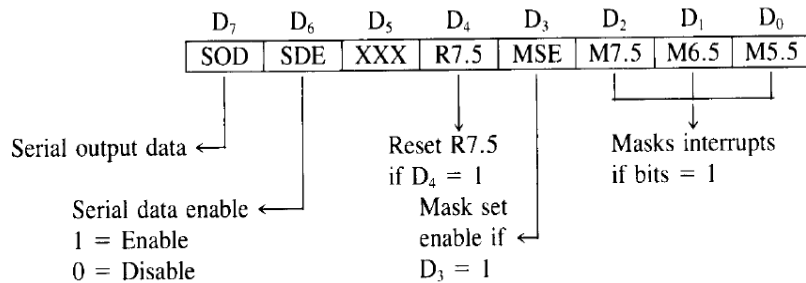 D₇ D₆ D₅ D₄ D₃ D₂ D₁ D₀
SOD SDE XXX R7.5 MSE M7.5 M6.5 M5.5
Serial output data
Reset R7.5
if D₄ = 1
Masks interrupts
if bits = 1
Serial data enable
1 = Enable
0 = Disable
Mask set
enable if
D₃ = 1